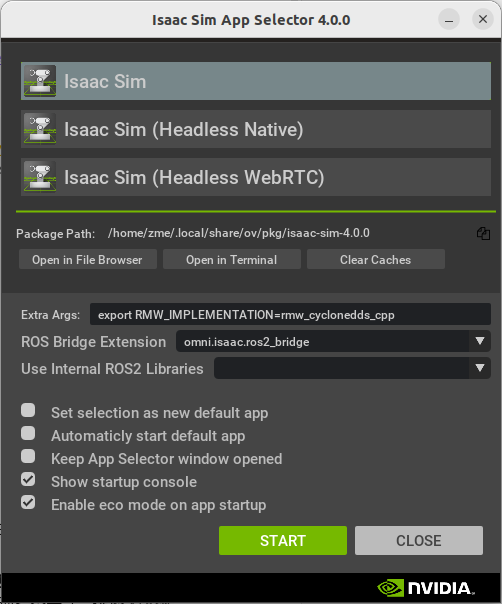 Isaac Sim App Selector 4.0.0
Isaac Sim
Isaac Sim (Headless Native)
Isaac Sim (Headless WebRTC)
Package Path: /home/zme/.local/share/ov/pkg/isaac-sim-4.0.0
Open in File Browser Open in Terminal Clear Caches
Extra Args: export RMW_IMPLEMENTATION=rmw_cyclonedds_cpp
ROS Bridge Extension omni.isaac.ros2_bridge
Use Internal ROS2 Libraries
Set selection as new default app
Automaticly start default app
Keep App Selector window opened
Show startup console
Enable eco mode on app startup
START CLOSE
NVIDIA.